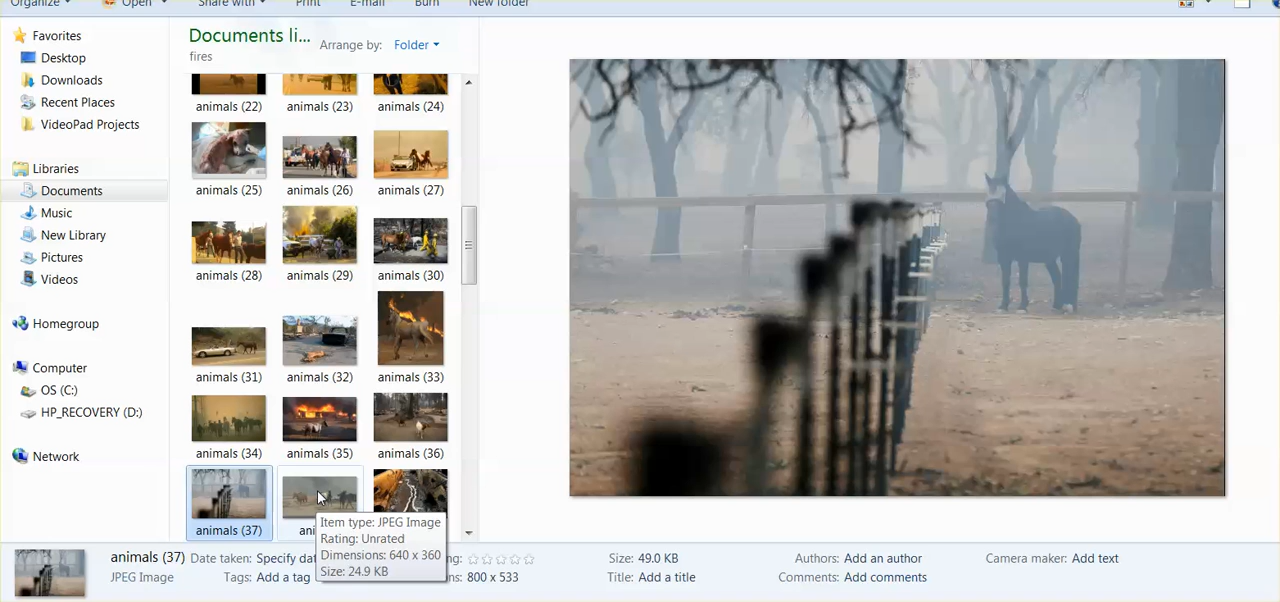 Organize Open Share with Print E-mail Burn New folder
Favorites
Desktop
Downloads
Recent Places
VideoPad Projects
Libraries
Documents
Music
New Library
Pictures
Videos
Homegroup
Computer
OS (C:)
HP_RECOVERY (D:)
Network
Documents li...
fires
Arrange by: Folder
animals (22) animals (23) animals (24)
animals (25) animals (26) animals (27)
animals (28) animals (29) animals (30)
animals (31) animals (32) animals (33)
animals (34) animals (35) animals (36)
animals (37)
Item type: JPEG Image
Rating: Unrated
Dimensions: 640 x 360
Size: 24.9 KB
animals (37) Date taken: Specify Size: 49.0 KB Authors: Add an author Camera maker: Add text
JPEG Image Tags: Add a tag 800 x 533 Title: Add a title Comments: Add comments